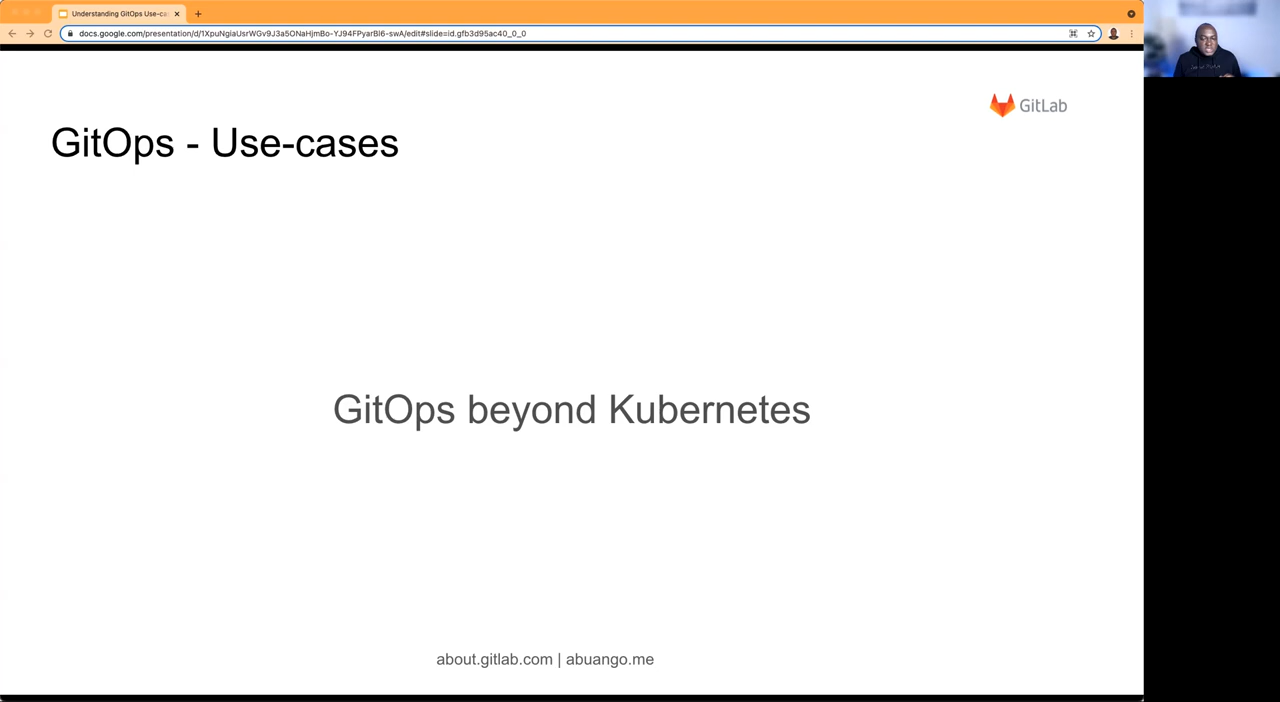 Understanding GitOps Use-ca
docs.google.com/presentation/d/1XpuNgiaUsrWGv9J3a5ONaHjmBo-YJ94FPyarBl6-swA/edit#slide=id.gfb3d95ac40_0_0
GitLab
GitOps - Use-cases
GitOps beyond Kubernetes
about.gitlab.com | abuango.me